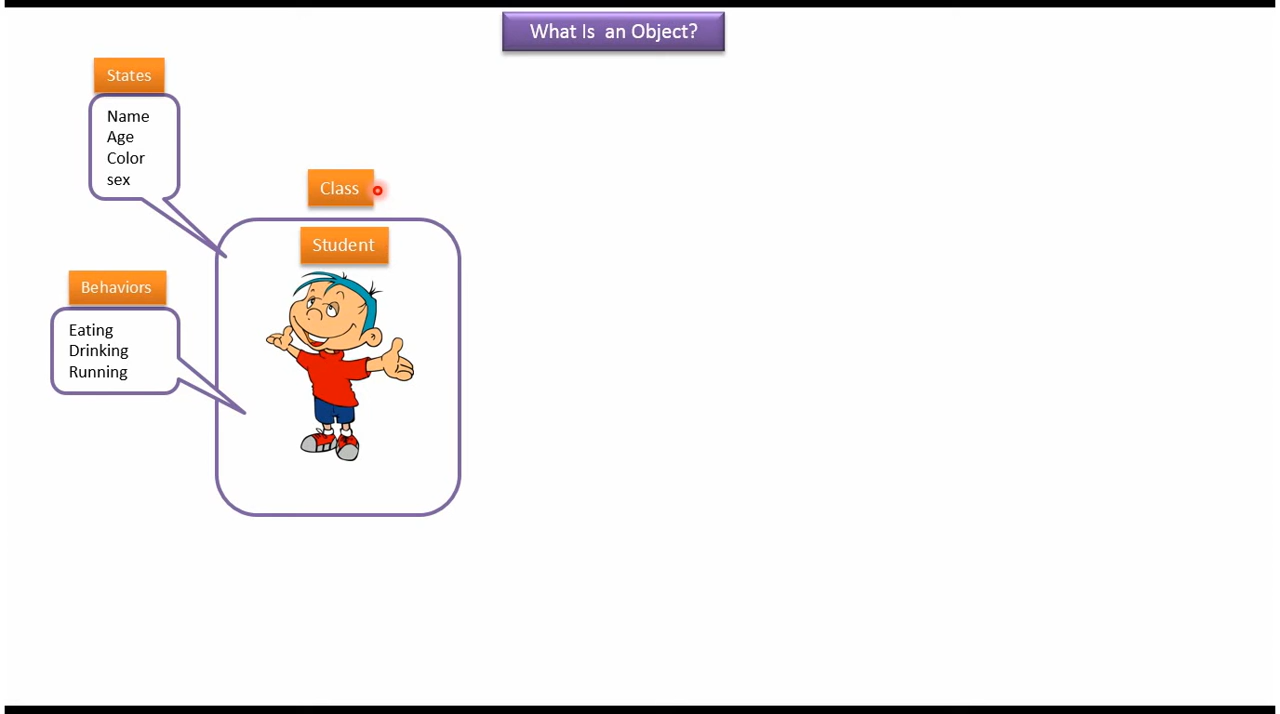 What Is an Object?
States
Name
Age
Color
sex
Class
Student
Behaviors
Eating
Drinking
Running